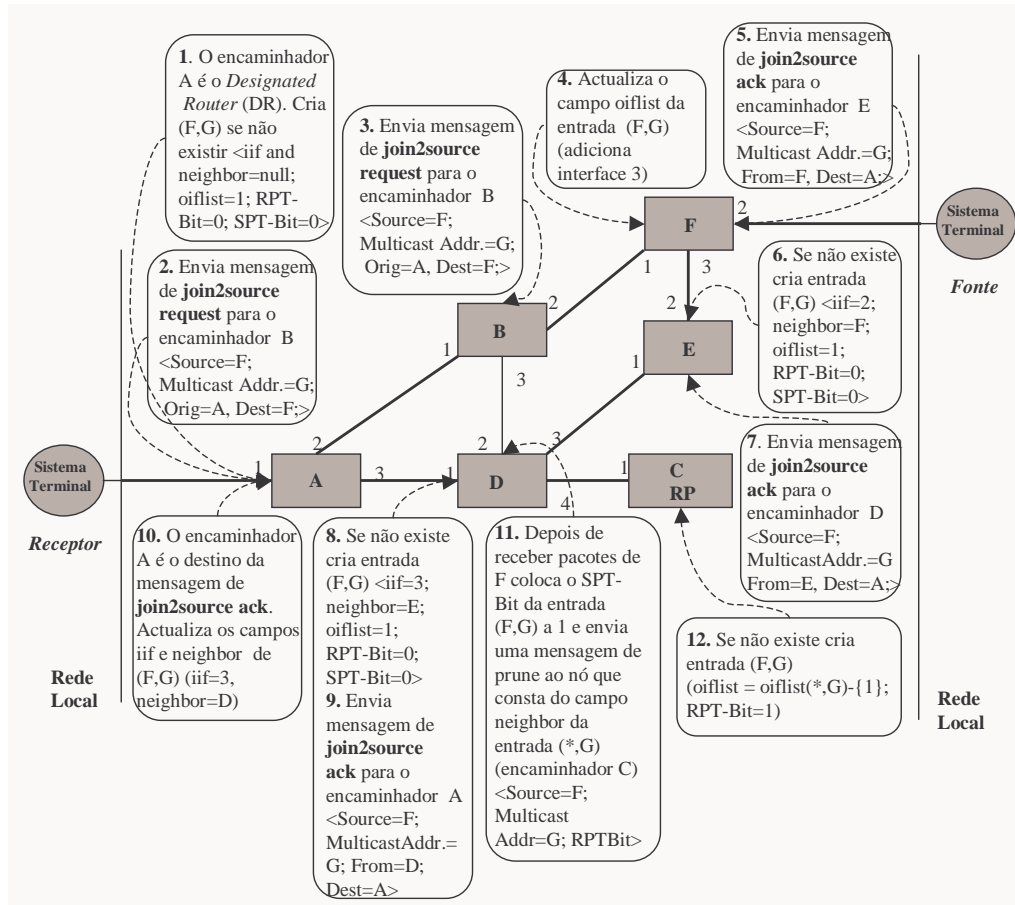 1. O encaminhador
A é o Designated
Router (DR). Cria
(F,G) se não
existir <iif and
neighbor=null;
oiflist=1; RPT-
Bit=0; SPT-Bit=0>
2. Envia mensagem
de join2source
request para o
encaminhador B
<Source=F;
Multicast Addr.=G;
Orig=A, Dest=F;>
3. Envia mensagem
de join2source
request para o
encaminhador B
<Source=F;
Multicast Addr.=G;
Orig=A, Dest=F;>
4. Actualiza o
campo oiflist da
entrada (F,G)
(adiciona
interface 3)
5. Envia mensagem
de join2source
ack para o
encaminhador E
<Source=F;
Multicast Addr.=G;
From=F, Dest=A;>
F
2
1
3
Sistema
Terminal
Fonte
6. Se não existe
cria entrada
(F,G) <iif=2;
neighbor=F;
oiflist=1;
RPT-Bit=0;
SPT-Bit=0>
B
2
1
3
2
E
1
7. Envia mensagem
de join2source
ack para o
encaminhador D
<Source=F;
MulticastAddr.=G
From=E, Dest=A;>
Sistema
Terminal
Receptor
1
2
A
3
1
2
D
3
4
1
C
RP
10. O encaminhador
A é o destino da
mensagem de
join2source ack.
Actualiza os campos
iif e neighbor de
(F,G) (iif=3,
neighbor=D)
Rede
Local
8. Se não existe
cria entrada
(F,G) <iif=3;
neighbor=E;
oiflist=1;
RPT-Bit=0;
SPT-Bit=0>
9. Envia
mensagem de
join2source
ack para o
encaminhador A
<Source=F;
MulticastAddr.=
G; From=D;
Dest=A>
11. Depois de
receber pacotes de
F coloca o SPT-
Bit da entrada
(F,G) a 1 e envia
uma mensagem de
prune ao nó que
consta do campo
neighbor da
entrada (*,G)
(encaminhador C)
<Source=F;
Multicast
Addr=G; RPTBit>
12. Se não existe cria
entrada (F,G)
(oiflist = oiflist(*,G)-{1};
RPT-Bit=1)
Rede
Local